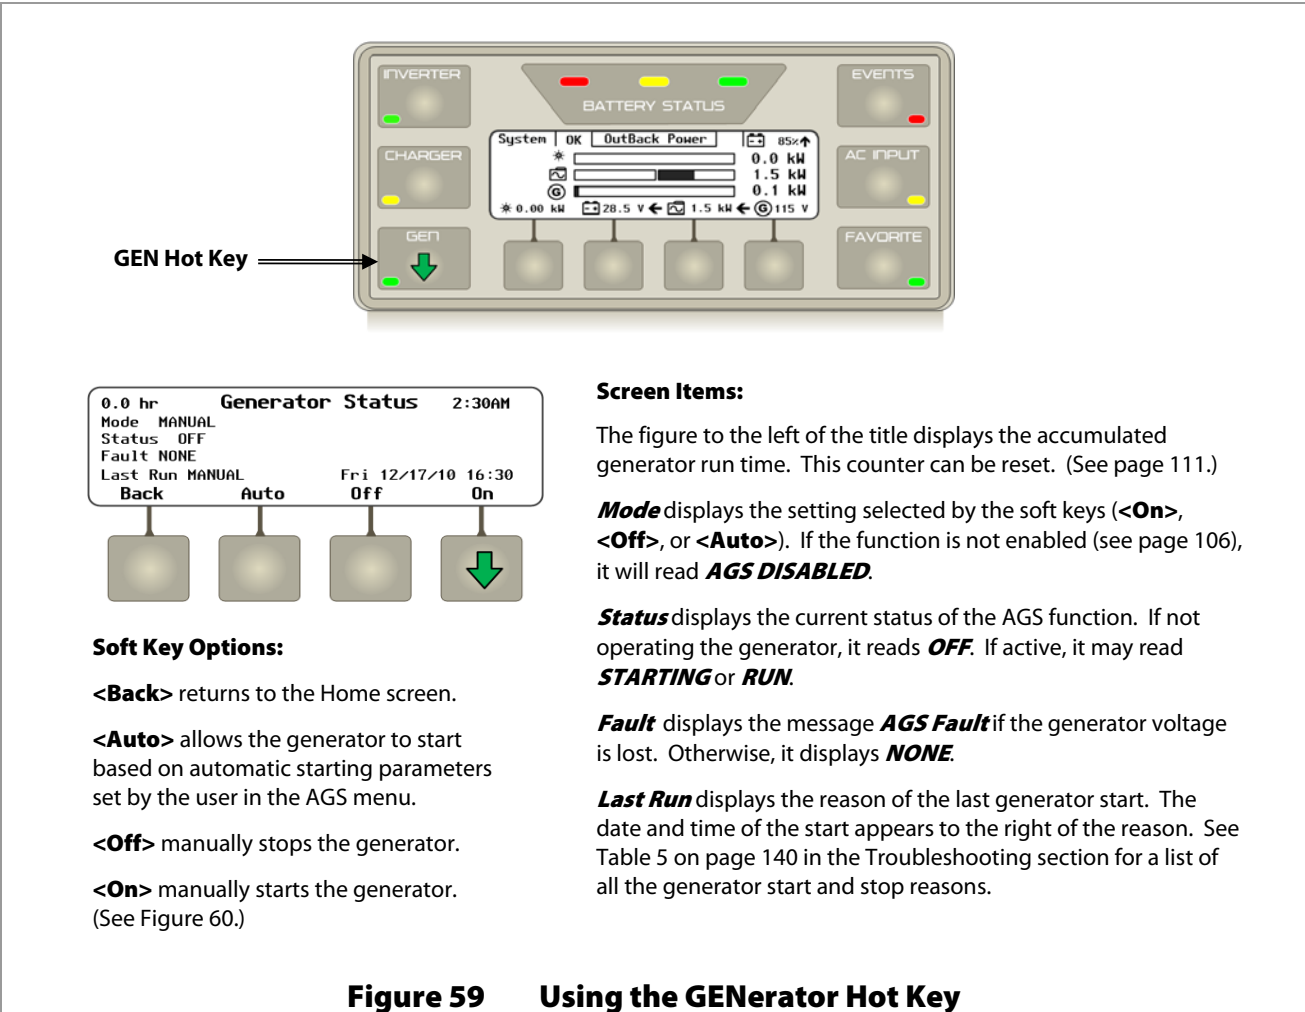 INVERTER
BATTERY STATUS
EVENTS
CHARGER
System OK OutBack Power 85%
0.0 kW
1.5 kW
G 0.1 kW
0.00 kW 28.5 V 1.5 kW G 115 V
AC INPUT
GEN
FAVORITE
GEN Hot Key
0.0 hr Generator Status 2:30AM
Mode MANUAL
Status OFF
Fault NONE
Last Run MANUAL Fri 12/17/10 16:30
Back Auto Off On
Soft Key Options:
<Back> returns to the Home screen.
<Auto> allows the generator to start
based on automatic starting parameters
set by the user in the AGS menu.
<Off> manually stops the generator.
<On> manually starts the generator.
(See Figure 60.)
Screen Items:
The figure to the left of the title displays the accumulated
generator run time. This counter can be reset. (See page 111.)
Mode displays the setting selected by the soft keys (<On>,
<Off>, or <Auto>). If the function is not enabled (see page 106),
it will read AGS DISABLED.
Status displays the current status of the AGS function. If not
operating the generator, it reads OFF. If active, it may read
STARTING or RUN.
Fault displays the message AGS Fault if the generator voltage
is lost. Otherwise, it displays NONE.
Last Run displays the reason of the last generator start. The
date and time of the start appears to the right of the reason. See
Table 5 on page 140 in the Troubleshooting section for a list of
all the generator start and stop reasons.
Figure 59 Using the GENerator Hot Key